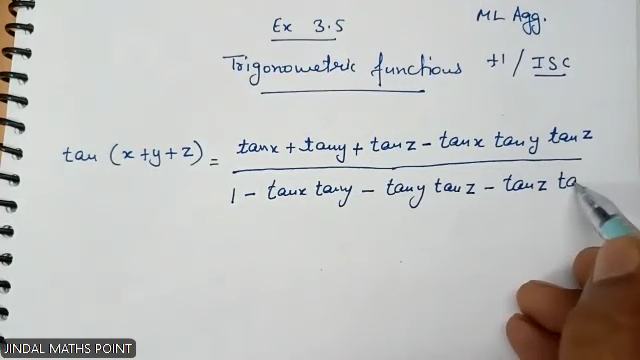 Ex 3.5
ML Agg.
Trigonometric functions +1 / ISC
tan (x+y+z) = tanx + tany + tanz - tanx tany tanz
1 - tanx tany - tany tanz - tanz ta
JINDAL MATHS POINT